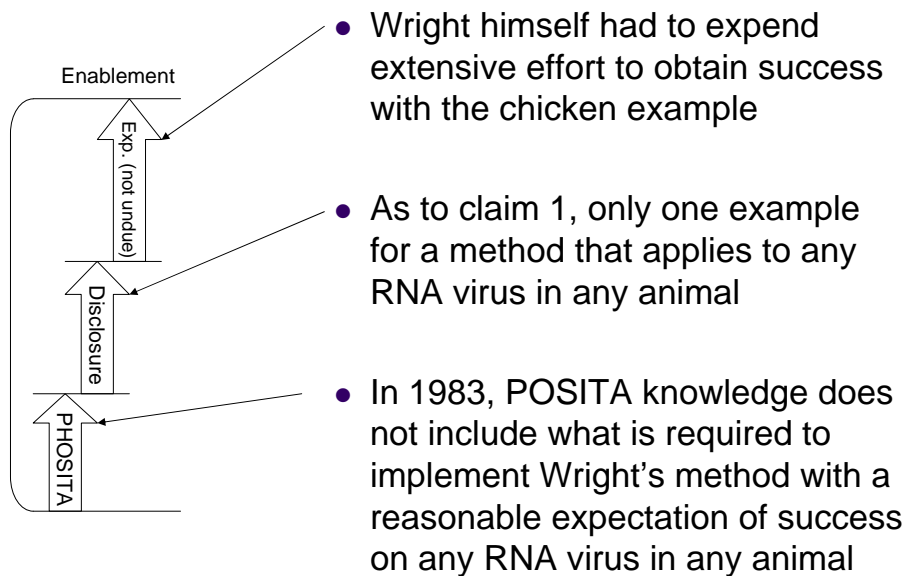 Enablement
Exp. (not undue)
Disclosure
PHOSITA
• Wright himself had to expend
extensive effort to obtain success
with the chicken example
• As to claim 1, only one example
for a method that applies to any
RNA virus in any animal
• In 1983, POSITA knowledge does
not include what is required to
implement Wright's method with a
reasonable expectation of success
on any RNA virus in any animal